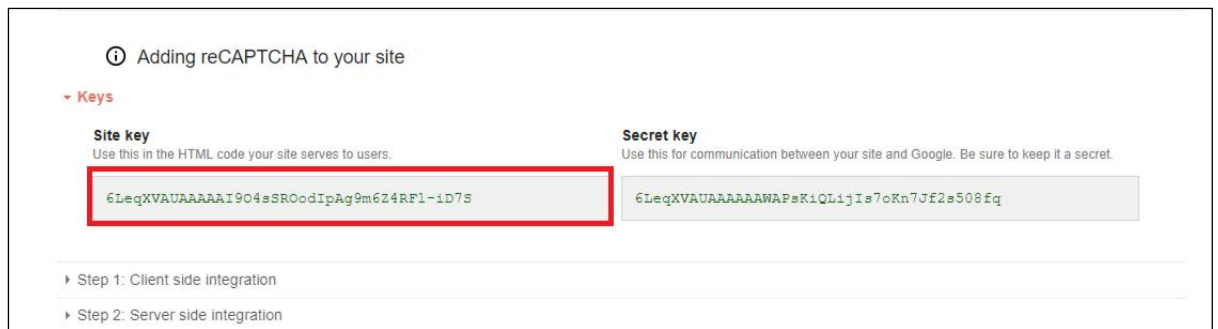 Adding reCAPTCHA to your site
Keys
Site key
Use this in the HTML code your site serves to users.
6LeqXVAUAAAAAI9O4sSROodIpAg9m6Z4RFl-iD7S
Secret key
Use this for communication between your site and Google. Be sure to keep it a secret.
6LeqXVAUAAAAAAWAPsKiQLijIs7oKn7Jf2s508fq
Step 1: Client side integration
Step 2: Server side integration